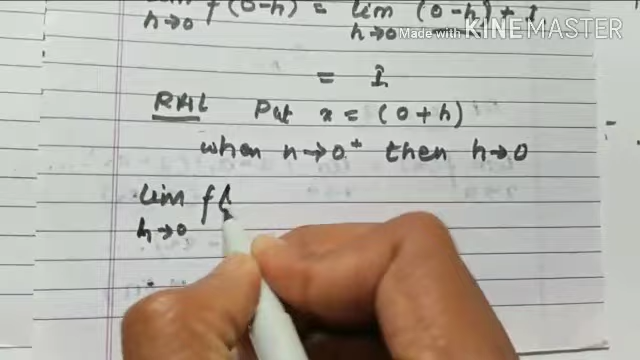 lim f(0-h) = lim (0-h)+1
h→0 h→0
Made with KINEMASTER
= 1
RHL Put x = (0+h)
when x→0+ then h→0
lim f(
h→0